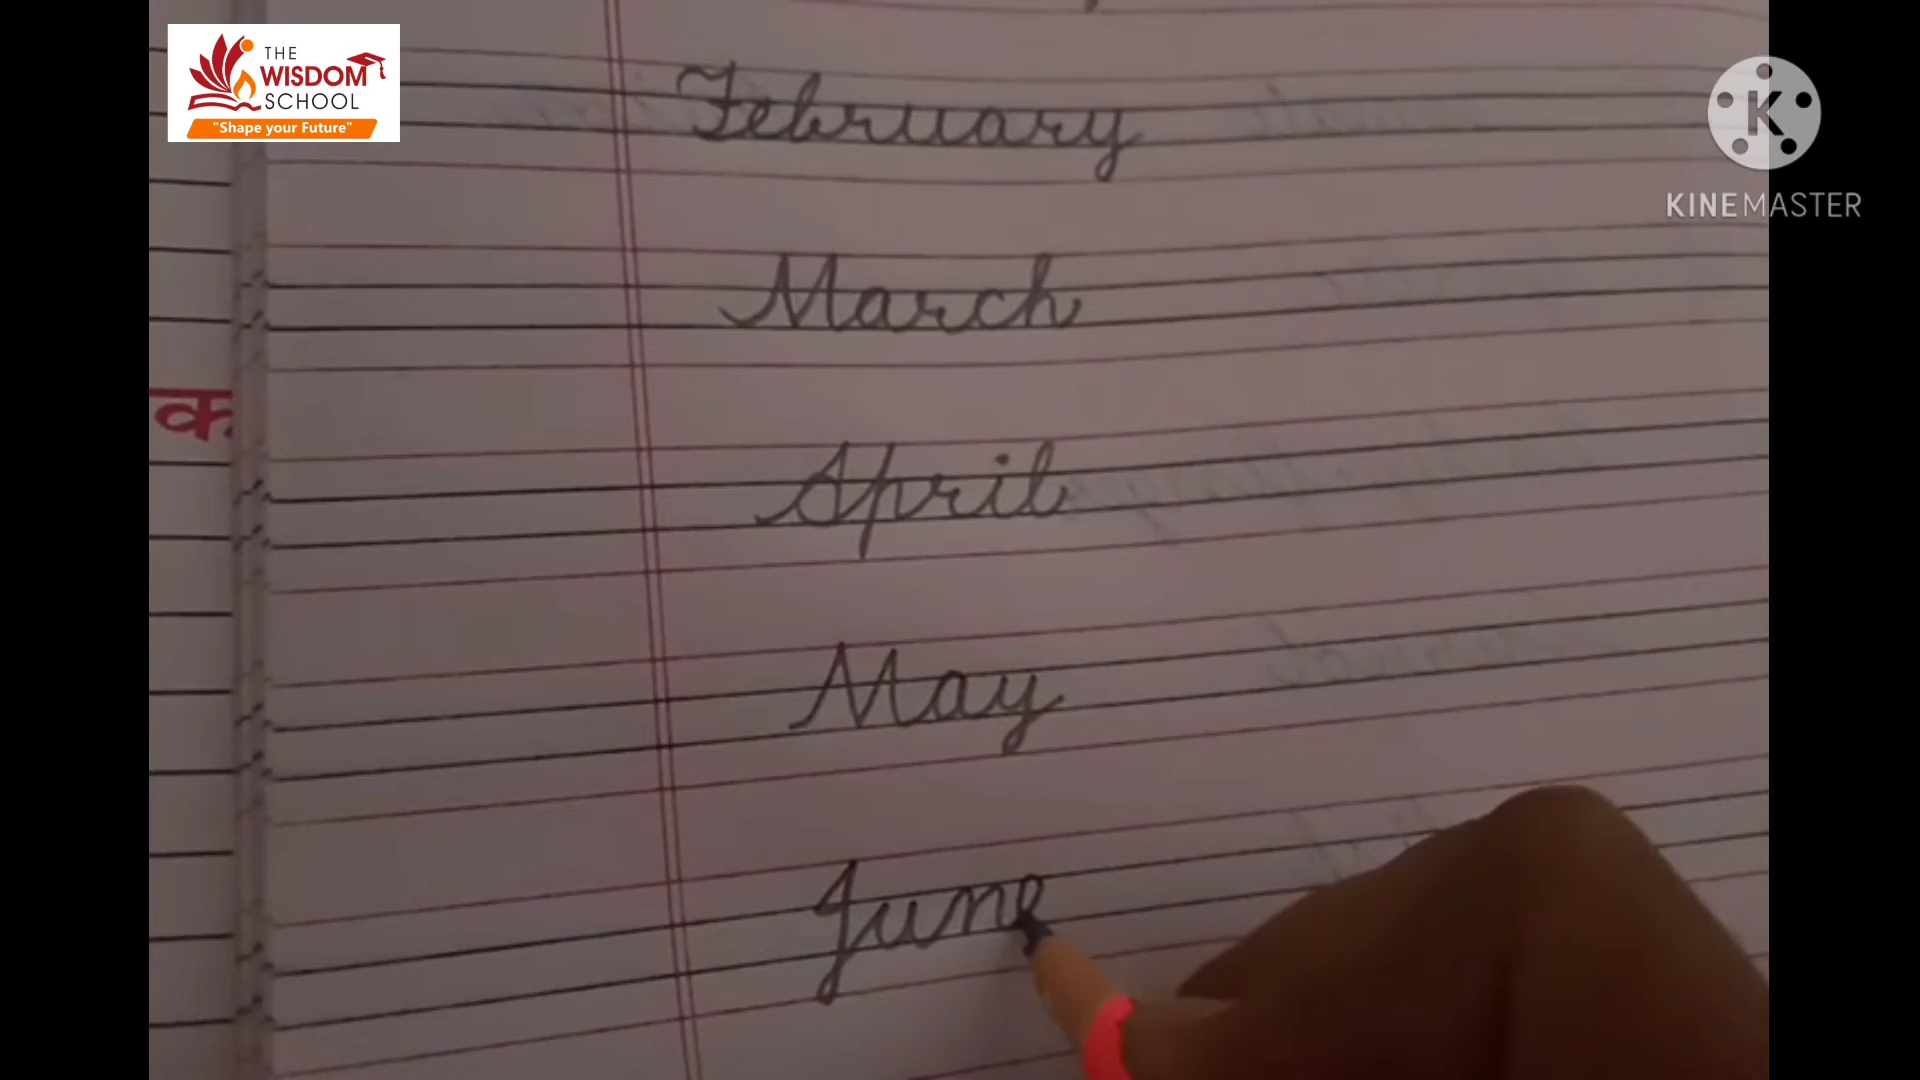 THE
WISDOM
SCHOOL
"Shape your Future"
KINEMASTER
February
March
क
April
May
June